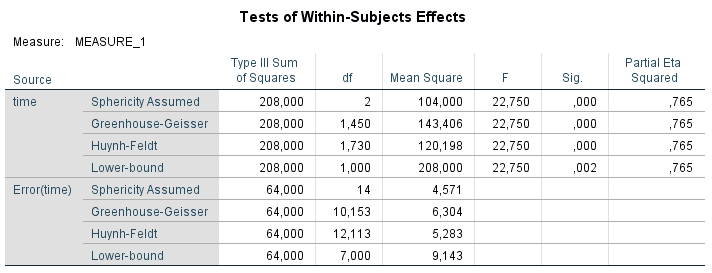 Tests of Within-Subjects Effects
Measure: MEASURE_1
Source Type III Sum of Squares df Mean Square F Sig. Partial Eta Squared
time Sphericity Assumed 208,000 2 104,000 22,750 ,000 ,765
Greenhouse-Geisser 208,000 1,450 143,406 22,750 ,000 ,765
Huynh-Feldt 208,000 1,730 120,198 22,750 ,000 ,765
Lower-bound 208,000 1,000 208,000 22,750 ,002 ,765
Error(time) Sphericity Assumed 64,000 14 4,571
Greenhouse-Geisser 64,000 10,153 6,304
Huynh-Feldt 64,000 12,113 5,283
Lower-bound 64,000 7,000 9,143